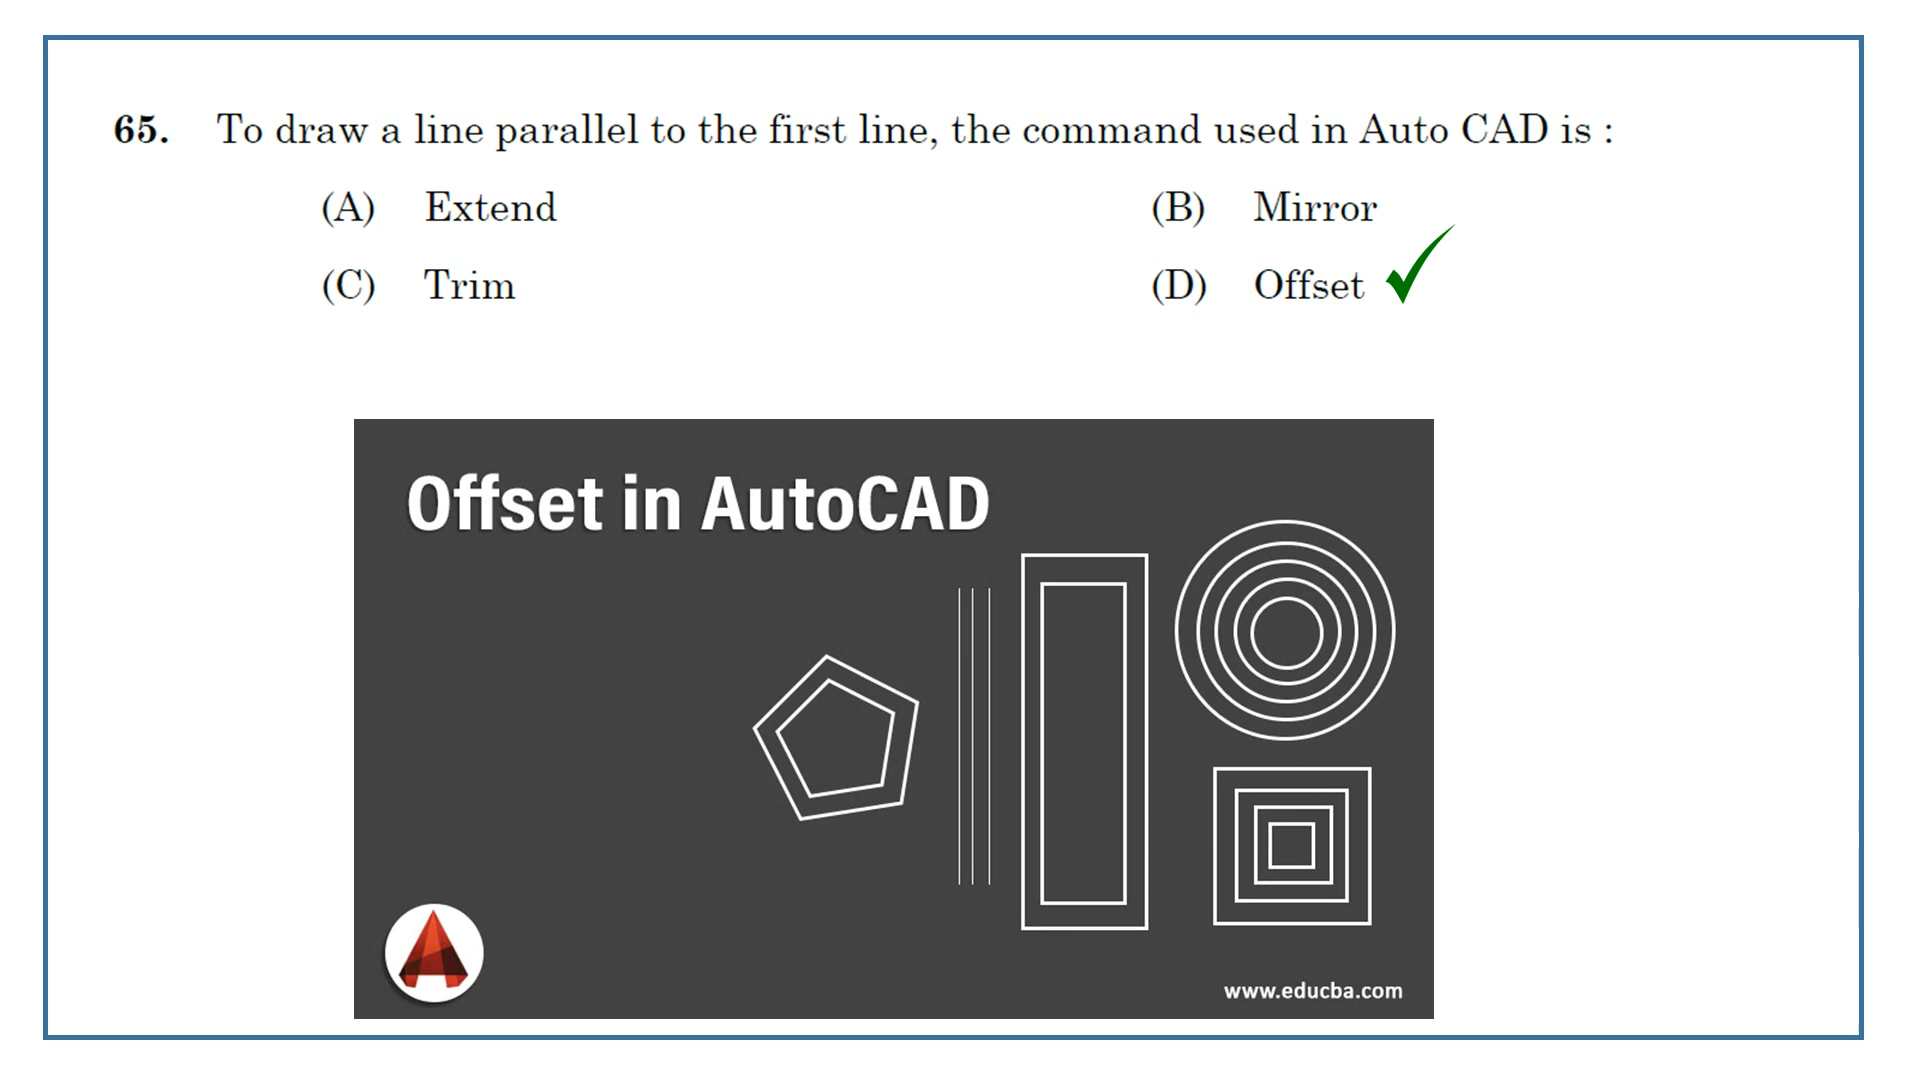 65. To draw a line parallel to the first line, the command used in Auto CAD is :
(A) Extend (B) Mirror
(C) Trim (D) Offset
Offset in AutoCAD
www.educba.com